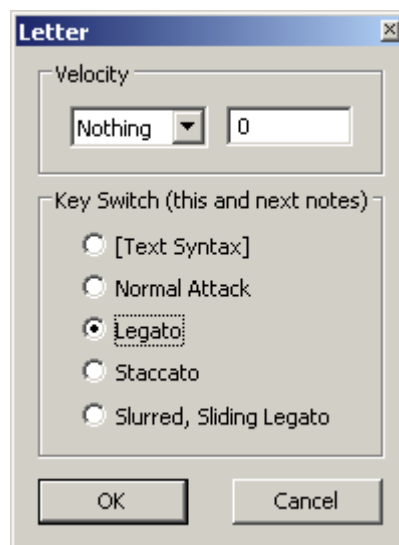 Letter
Velocity
Nothing 0
Key Switch (this and next notes)
[Text Syntax]
Normal Attack
Legato
Staccato
Slurred, Sliding Legato
OK Cancel